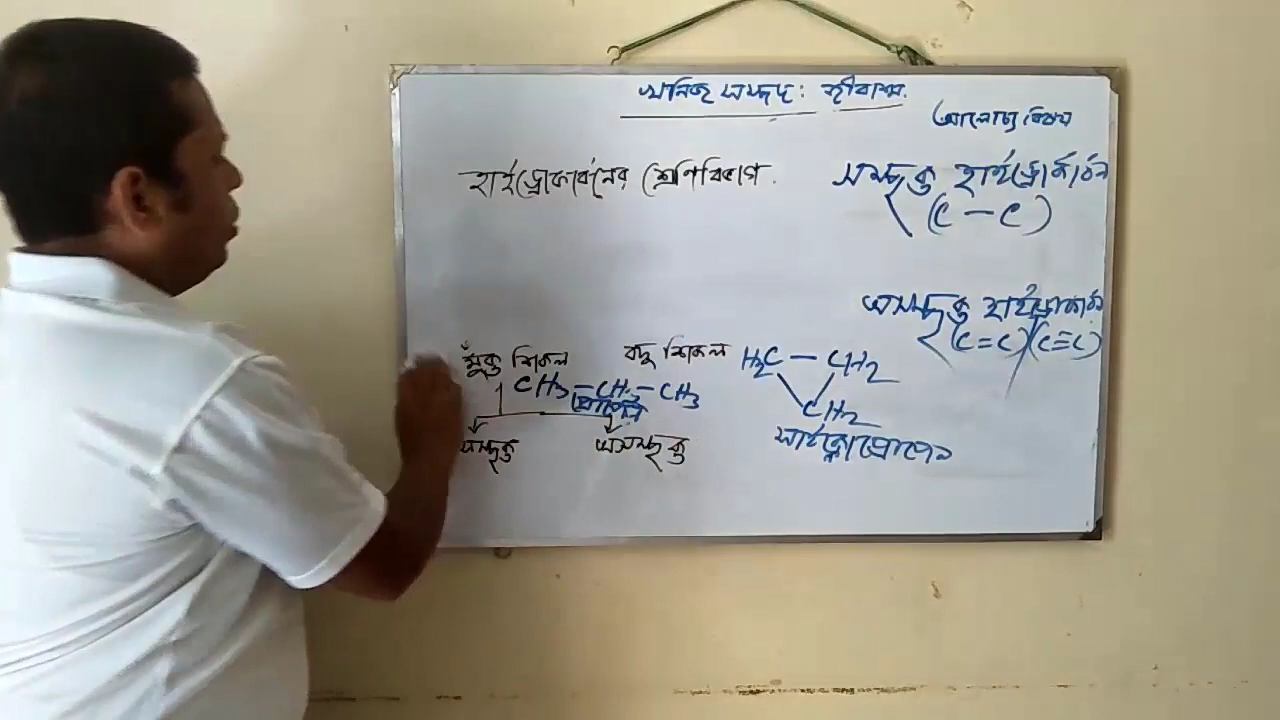 খনিজ সম্পদ: জীবাশ্ম.
আলোচ্য বিষয়
হাইড্রোকার্বনের শ্রেণিবিভাগ.
সম্পৃক্ত হাইড্রোকার্বন
(C — C)
অসম্পৃক্ত হাইড্রোকার্বন
(C=C)(C≡C)
মুক্ত শিকল
বদ্ধ শিকল
CH3 — CH2 — CH3
প্রোপেন
H2C — CH2
CH2
সাইক্লোপ্রোপেন
সম্পৃক্ত
অসম্পৃক্ত